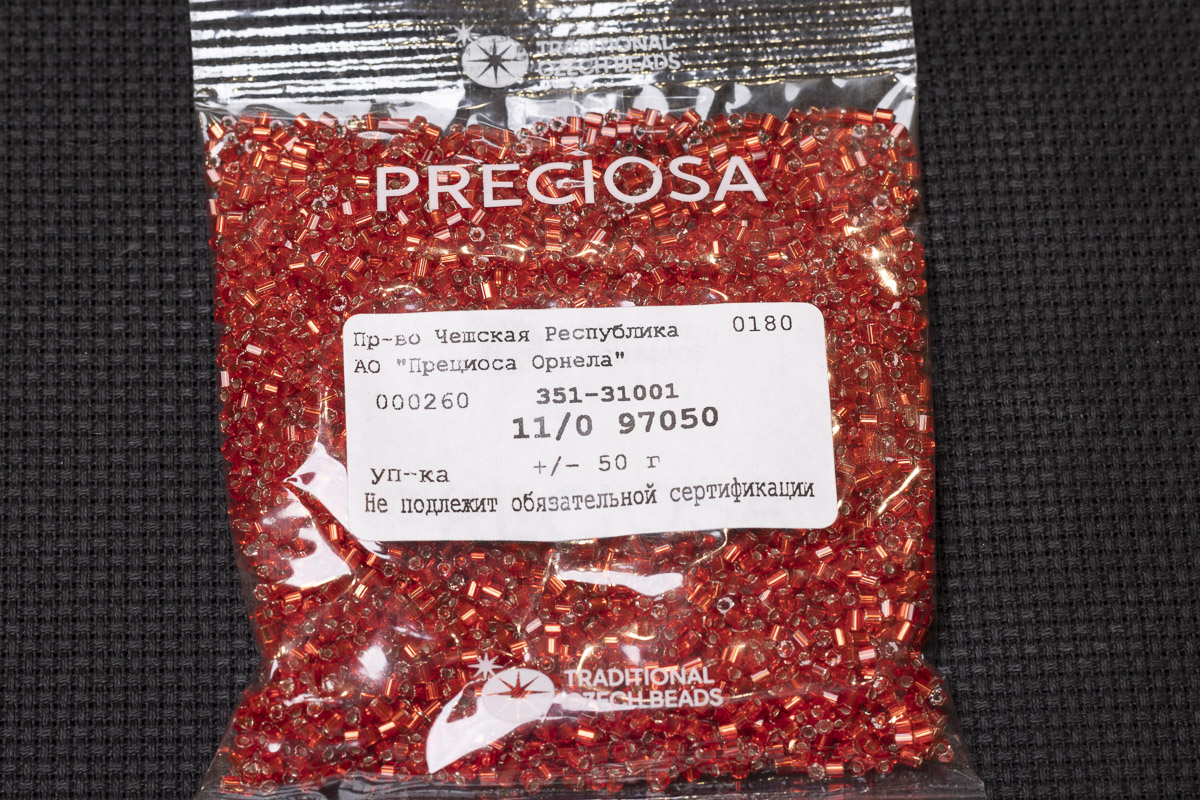 TRADITIONAL
CZECH BEADS
PRECIOSA
Пр-во Чешская Республика 0180
АО "Прециоса Орнела"
000260 351-31001
11/0 97050
уп-ка +/- 50 г
Не подлежит обязательной сертификации
TRADITIONAL
CZECH BEADS